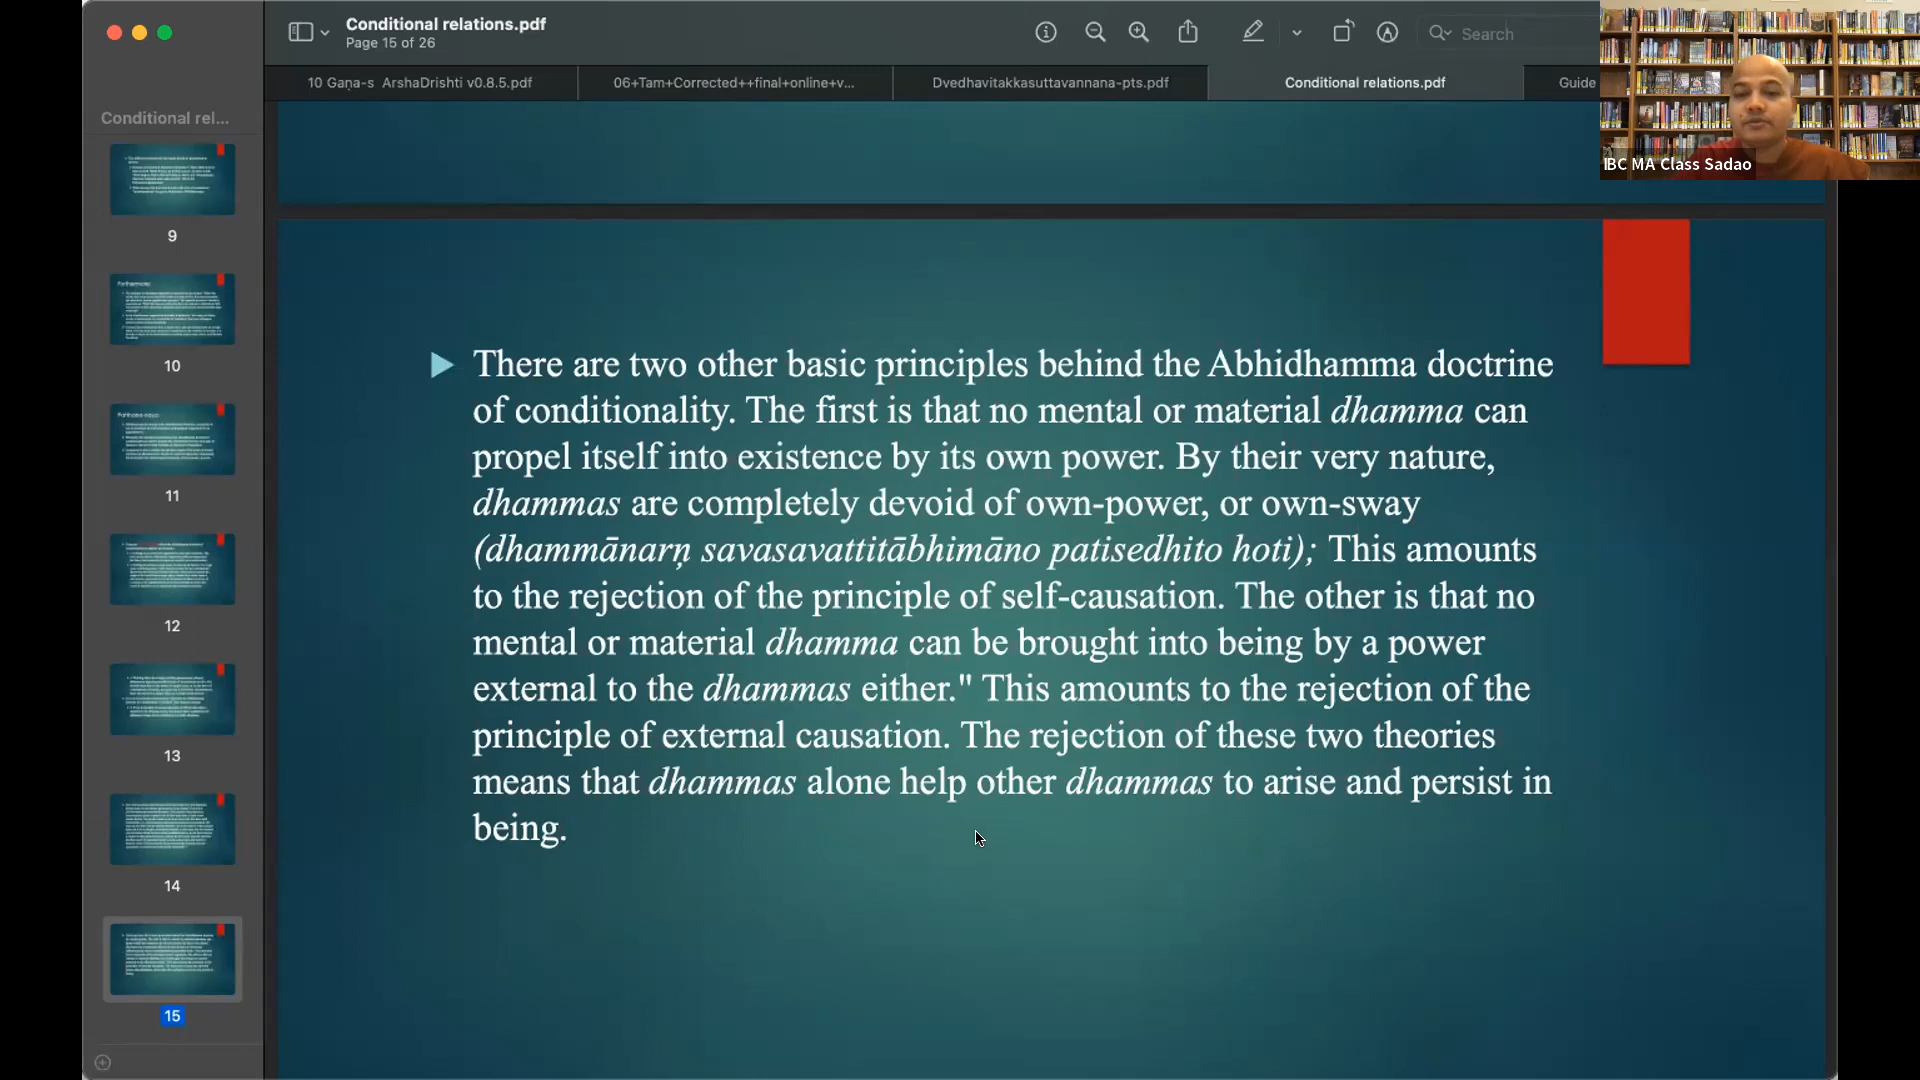 Conditional relations.pdf
Page 15 of 26
Search
10 Gaṇa-s ArshaDrishti v0.8.5.pdf
06+Tam+Corrected++final+online+v...
Dvedhavitakkasuttavannana-pts.pdf
Conditional relations.pdf
Guide
IBC MA Class Sadao
Conditional rel...
9
10
11
12
13
14
15
There are two other basic principles behind the Abhidhamma doctrine
of conditionality. The first is that no mental or material dhamma can
propel itself into existence by its own power. By their very nature,
dhammas are completely devoid of own-power, or own-sway
(dhammānarṇ savasavattitābhimāno patisedhito hoti); This amounts
to the rejection of the principle of self-causation. The other is that no
mental or material dhamma can be brought into being by a power
external to the dhammas either." This amounts to the rejection of the
principle of external causation. The rejection of these two theories
means that dhammas alone help other dhammas to arise and persist in
being.